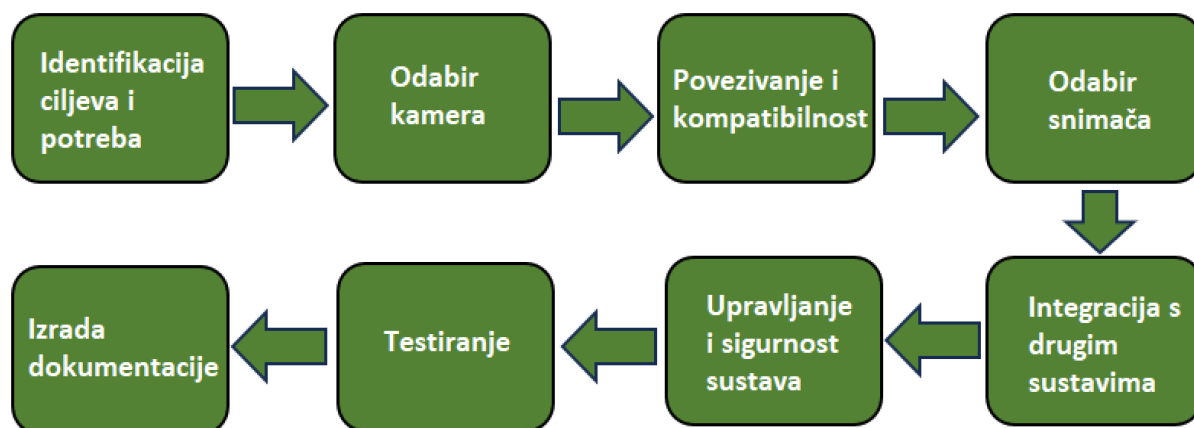 Identifikacija
ciljeva i
potreba
Odabir
kamera
Povezivanje i
kompatibilnost
Odabir
snimača
Integracija s
drugim
sustavima
Upravljanje
i sigurnost
sustava
Testiranje
Izrada
dokumentacije